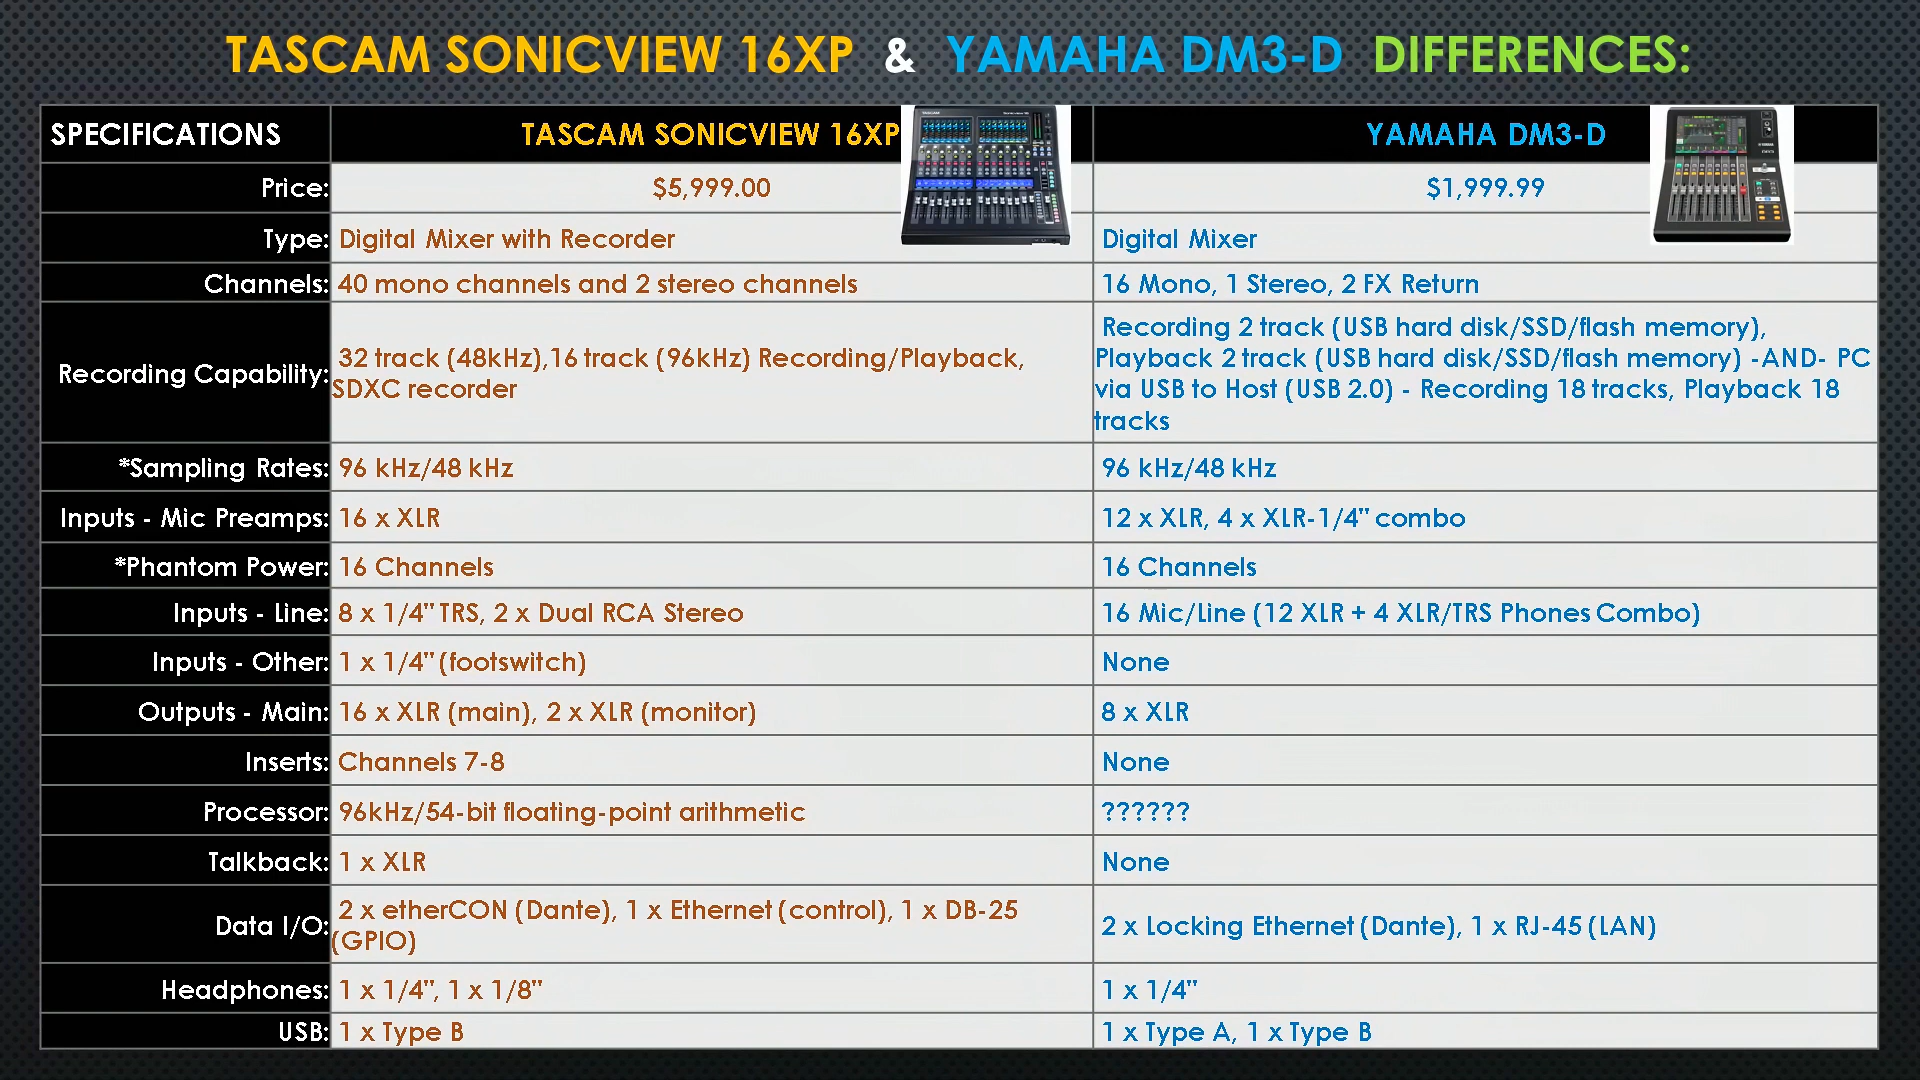 TASCAM SONICVIEW 16XP & YAMAHA DM3-D DIFFERENCES:
SPECIFICATIONS TASCAM SONICVIEW 16XP YAMAHA DM3-D
Price: $5,999.00 $1,999.99
Type: Digital Mixer with Recorder Digital Mixer
Channels: 40 mono channels and 2 stereo channels 16 Mono, 1 Stereo, 2 FX Return
Recording Capability: 32 track (48kHz),16 track (96kHz) Recording/Playback,
SDXC recorder
Recording 2 track (USB hard disk/SSD/flash memory),
Playback 2 track (USB hard disk/SSD/flash memory) -AND- PC
via USB to Host (USB 2.0) - Recording 18 tracks, Playback 18
tracks
*Sampling Rates: 96 kHz/48 kHz 96 kHz/48 kHz
Inputs - Mic Preamps: 16 x XLR 12 x XLR, 4 x XLR-1/4" combo
*Phantom Power: 16 Channels 16 Channels
Inputs - Line: 8 x 1/4" TRS, 2 x Dual RCA Stereo 16 Mic/Line (12 XLR + 4 XLR/TRS Phones Combo)
Inputs - Other: 1 x 1/4" (footswitch) None
Outputs - Main: 16 x XLR (main), 2 x XLR (monitor) 8 x XLR
Inserts: Channels 7-8 None
Processor: 96kHz/54-bit floating-point arithmetic ??????
Talkback: 1 x XLR None
Data I/O: 2 x etherCON (Dante), 1 x Ethernet (control), 1 x DB-25
(GPIO)
2 x Locking Ethernet (Dante), 1 x RJ-45 (LAN)
Headphones: 1 x 1/4", 1 x 1/8" 1 x 1/4"
USB: 1 x Type B 1 x Type A, 1 x Type B